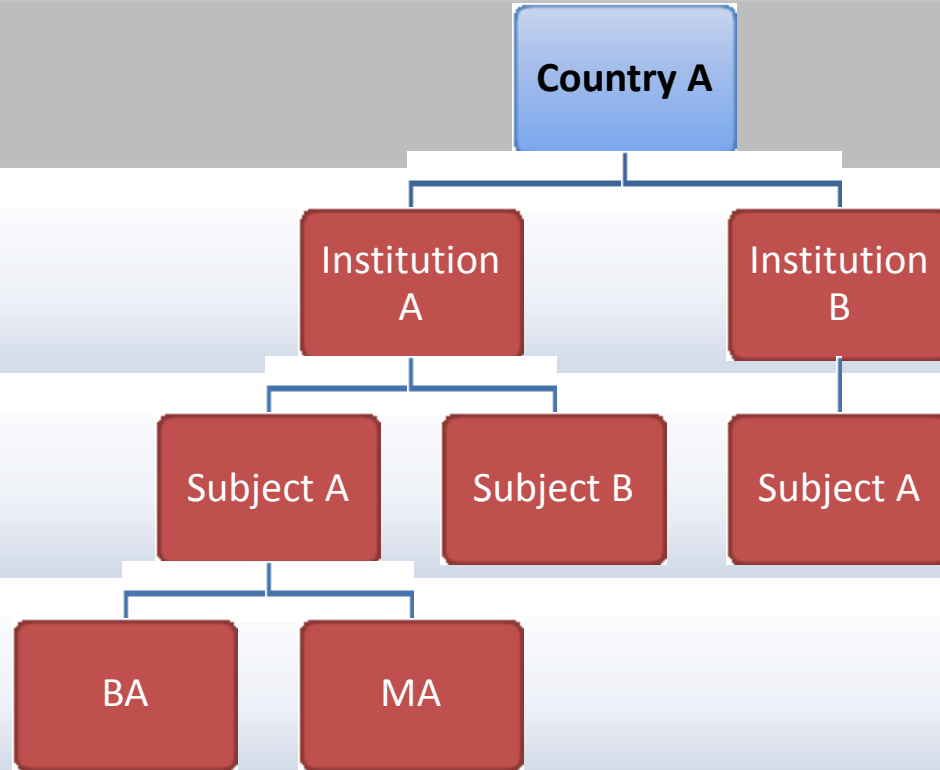 Country A
Institution
A
Institution
B
Subject A
Subject B
Subject A
BA
MA